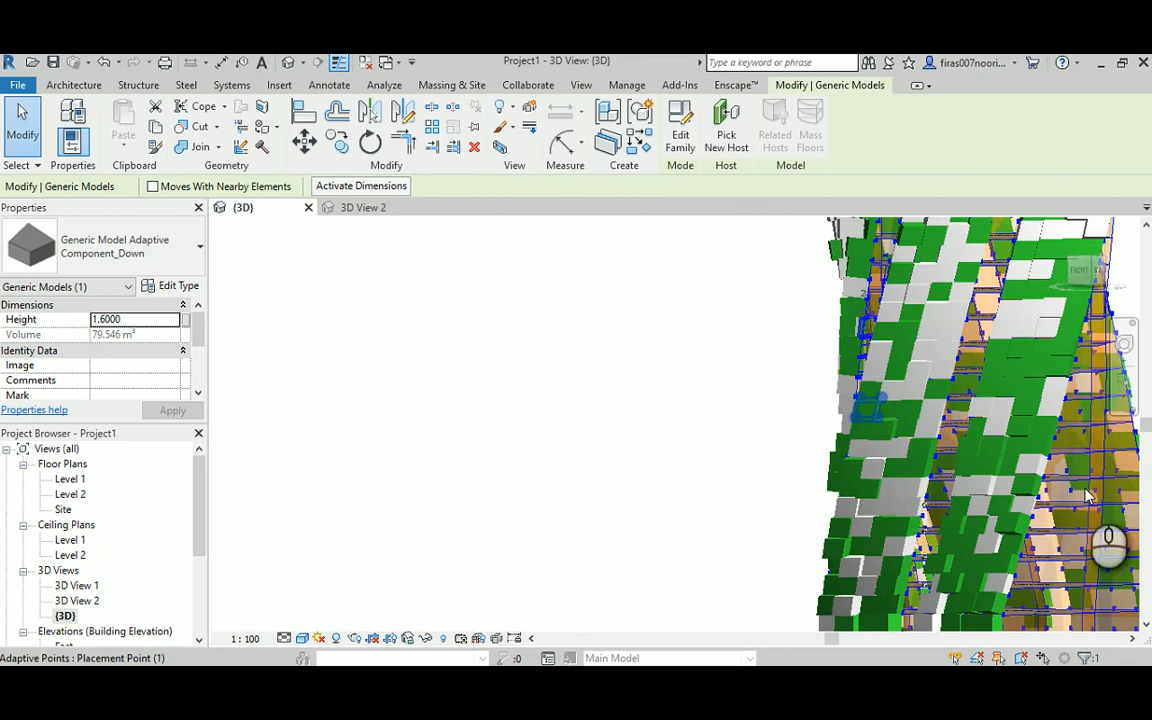 Project1 - 3D View: {3D}
Type a keyword or phrase
firas007noori...
File
Architecture
Structure
Steel
Systems
Insert
Annotate
Analyze
Massing & Site
Collaborate
View
Manage
Add-Ins
Enscape™
Modify | Generic Models
Modify
Paste
Cope
Cut
Join
Edit
Family
Pick
New Host
Related
Hosts
Mass
Floors
Select
Properties
Clipboard
Geometry
Modify
View
Measure
Create
Mode
Host
Model
Modify | Generic Models
Moves With Nearby Elements
Activate Dimensions
Properties
{3D}
3D View 2
Generic Model Adaptive
Component_Down
Generic Models (1)
Edit Type
Dimensions
Height
1.6000
Volume
79.546 m³
Identity Data
Image
Comments
Mark
Properties help
Apply
Project Browser - Project1
Views (all)
Floor Plans
Level 1
Level 2
Site
Ceiling Plans
Level 1
Level 2
3D Views
3D View 1
3D View 2
{3D}
Elevations (Building Elevation)
FRONT
1 : 100
Adaptive Points : Placement Point (1)
:0
Main Model
:1